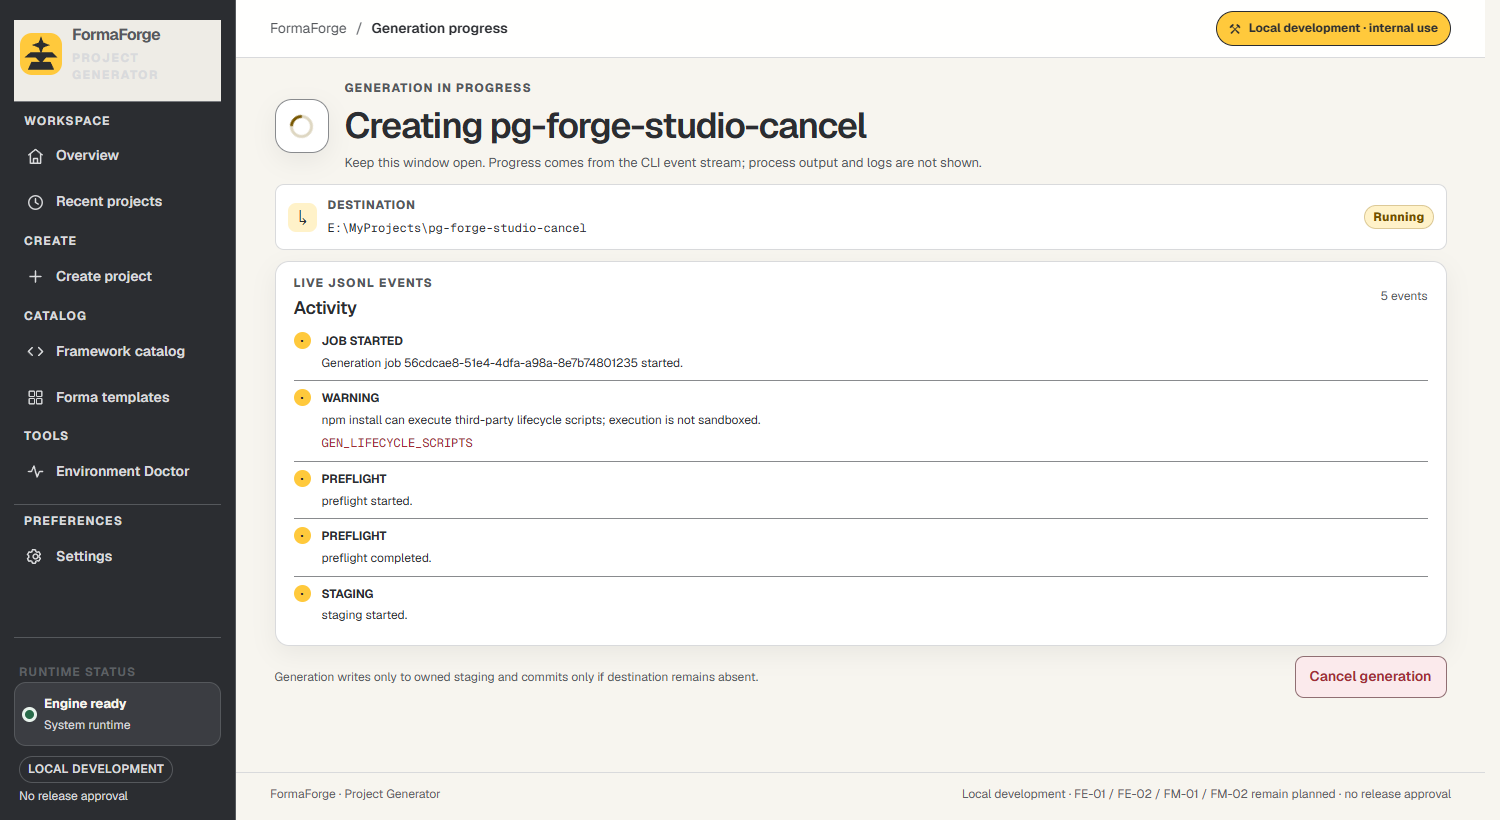 FormaForge
PROJECT
GENERATOR
WORKSPACE
Overview
Recent projects
CREATE
Create project
CATALOG
Framework catalog
Forma templates
TOOLS
Environment Doctor
PREFERENCES
Settings
RUNTIME STATUS
Engine ready
System runtime
LOCAL DEVELOPMENT
No release approval
FormaForge / Generation progress
Local development · internal use
GENERATION IN PROGRESS
Creating pg-forge-studio-cancel
Keep this window open. Progress comes from the CLI event stream; process output and logs are not shown.
DESTINATION
E:\MyProjects\pg-forge-studio-cancel
Running
LIVE JSONL EVENTS
Activity
5 events
JOB STARTED
Generation job 56cdcae8-51e4-4dfa-a98a-8e7b74801235 started.
WARNING
npm install can execute third-party lifecycle scripts; execution is not sandboxed.
GEN_LIFECYCLE_SCRIPTS
PREFLIGHT
preflight started.
PREFLIGHT
preflight completed.
STAGING
staging started.
Generation writes only to owned staging and commits only if destination remains absent.
Cancel generation
FormaForge · Project Generator
Local development · FE-01 / FE-02 / FM-01 / FM-02 remain planned · no release approval